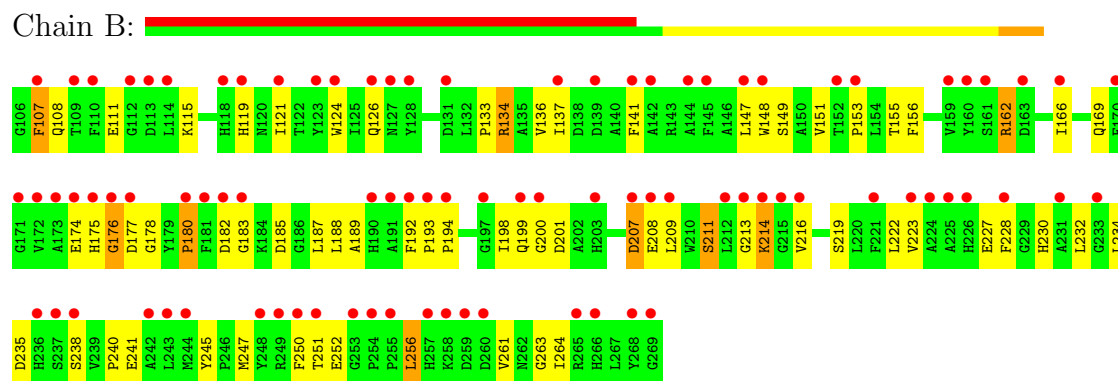 Chain B:
G106 F107 Q108 T109 F110 E111 G112 D113 L114 K115 H118 H119 N120 I121 T122 Y123 W124 I125 Q126 N127 Y128 D131 L132 P133 R134 A135 V136 I137 D138 D139 A140 F141 A142 R143 A144 F145 A146 L147 W148 S149 A150 V151 T152 P153 L154 T155 F156 V159 Y160 S161 R162 D163 I166 Q169 F170
G171 V172 A173 E174 H175 G176 D177 G178 Y179 P180 F181 D182 G183 K184 D185 G186 L187 L188 A189 H190 A191 F192 P193 P194 G197 I198 Q199 G200 D201 A202 H203 D207 E208 L209 W210 S211 L212 G213 K214 G215 V216 S219 L220 F221 L222 V223 A224 A225 H226 E227 F228 G229 H230 A231 L232 G233 L234
D235 H236 S237 S238 V239 P240 E241 A242 L243 M244 Y245 P246 M247 Y248 R249 F250 T251 E252 G253 P254 P255 L256 H257 K258 D259 D260 V261 N262 G263 I264 R265 H266 L267 Y268 G269